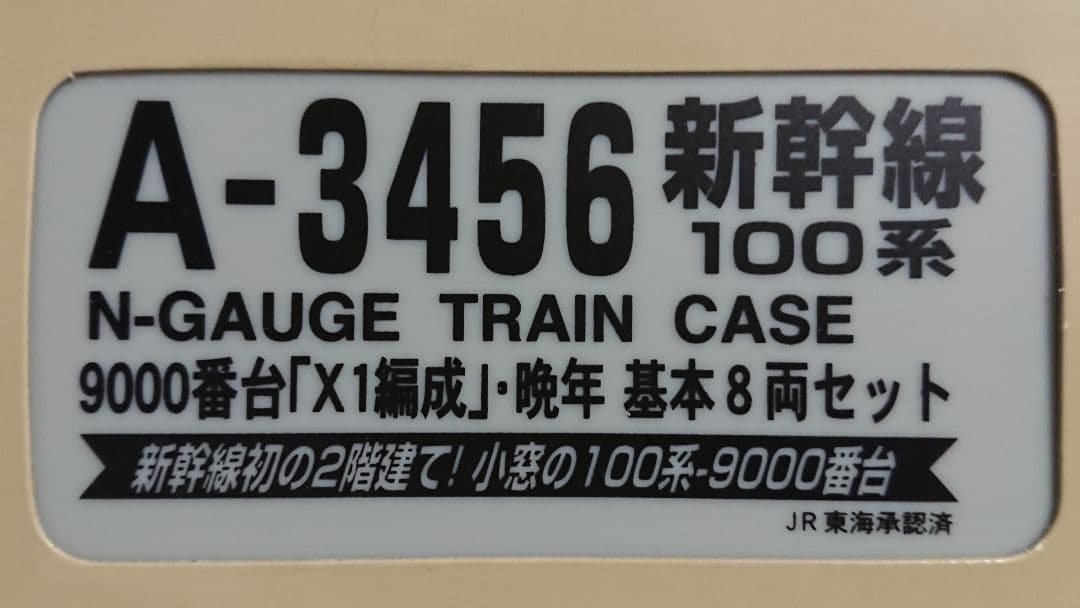 A-3456 新幹線
100系
N-GAUGE TRAIN CASE
9000番台「X1編成」・晩年 基本8両セット
新幹線初の2階建て! 小窓の100系-9000番台
JR東海承認済